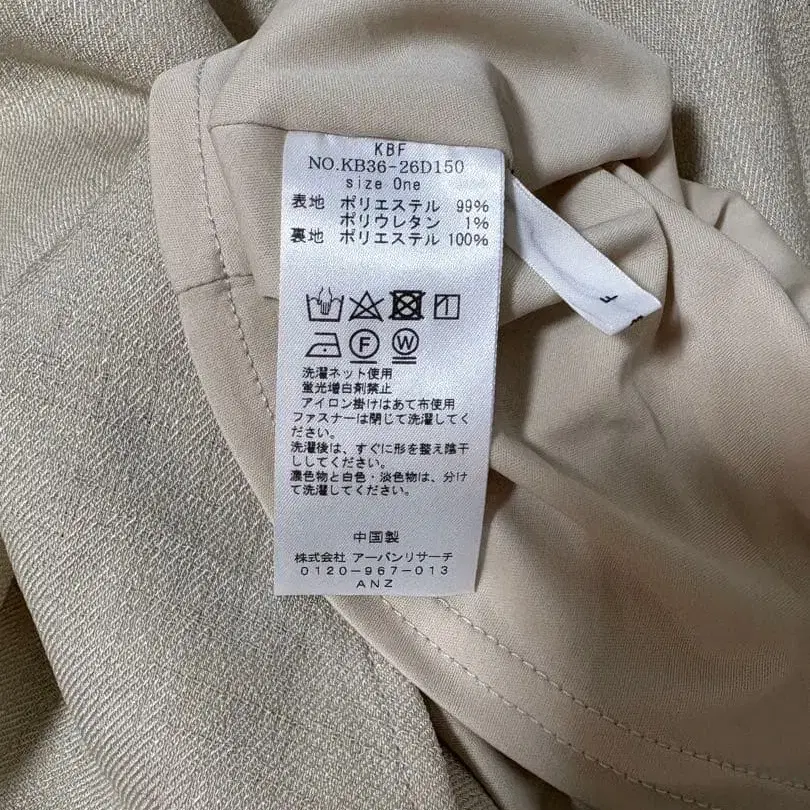 KBF
NO.KB36-26D150
size One
表地 ポリエステル 99%
ポリウレタン 1%
裏地 ポリエステル 100%
F
W
洗濯ネット使用
蛍光増白剤禁止
アイロン掛けはあて布使用
ファスナーは閉じて洗濯してく
ださい。
洗濯後は、すぐに形を整え陰干
ししてください。
濃色物と白色・淡色物は、分け
て洗濯してください。
中国製
株式会社 アーバンリサーチ
0120-967-013
ANZ